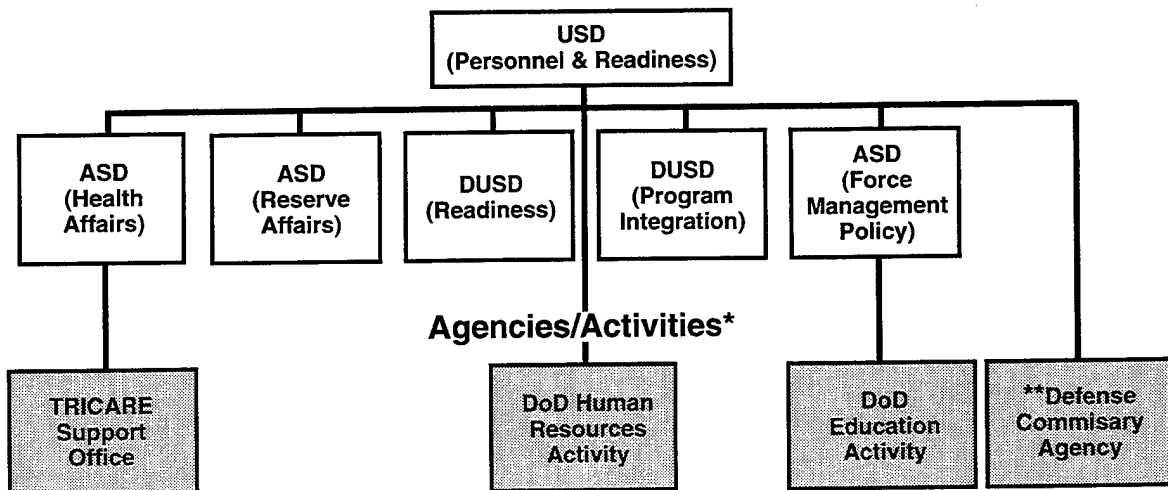 USD
(Personnel & Readiness)
ASD
(Health
Affairs)
ASD
(Reserve
Affairs)
DUSD
(Readiness)
DUSD
(Program
Integration)
ASD
(Force
Management
Policy)
Agencies/Activities*
TRICARE
Support
Office
DoD Human
Resources
Activity
DoD
Education
Activity
**Defense
Commisary
Agency